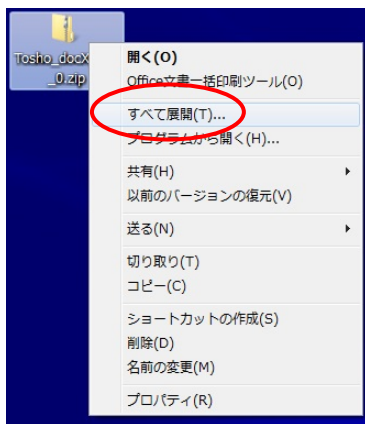 Tosho_docX
_0.zip
開く(O)
Office文書一括印刷ツール(O)
すべて展開(T)...
プログラムから開く(H)...
共有(H)
以前のバージョンの復元(V)
送る(N)
切り取り(T)
コピー(C)
ショートカットの作成(S)
削除(D)
名前の変更(M)
プロパティ(R)